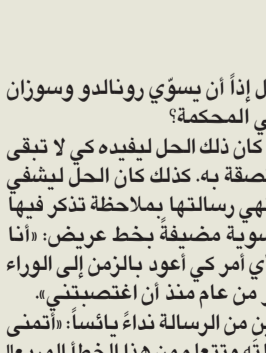 ل إذاً أن يسوّي رونالدو وسوزان
ي المحكمة؟
كان ذلك الحل ليفيده كي لا تبقى
صقة به. كذلك كان الحل ليشفي
هي رسالتها بملاحظة تذكر فيها
سوية مضيفةً بخط عريض: «أنا
أي أمر كي أعود بالزمن إلى الوراء
ر من عام منذ أن اغتصبتني».
ن من الرسالة نداءً يائساً: «أتمنى